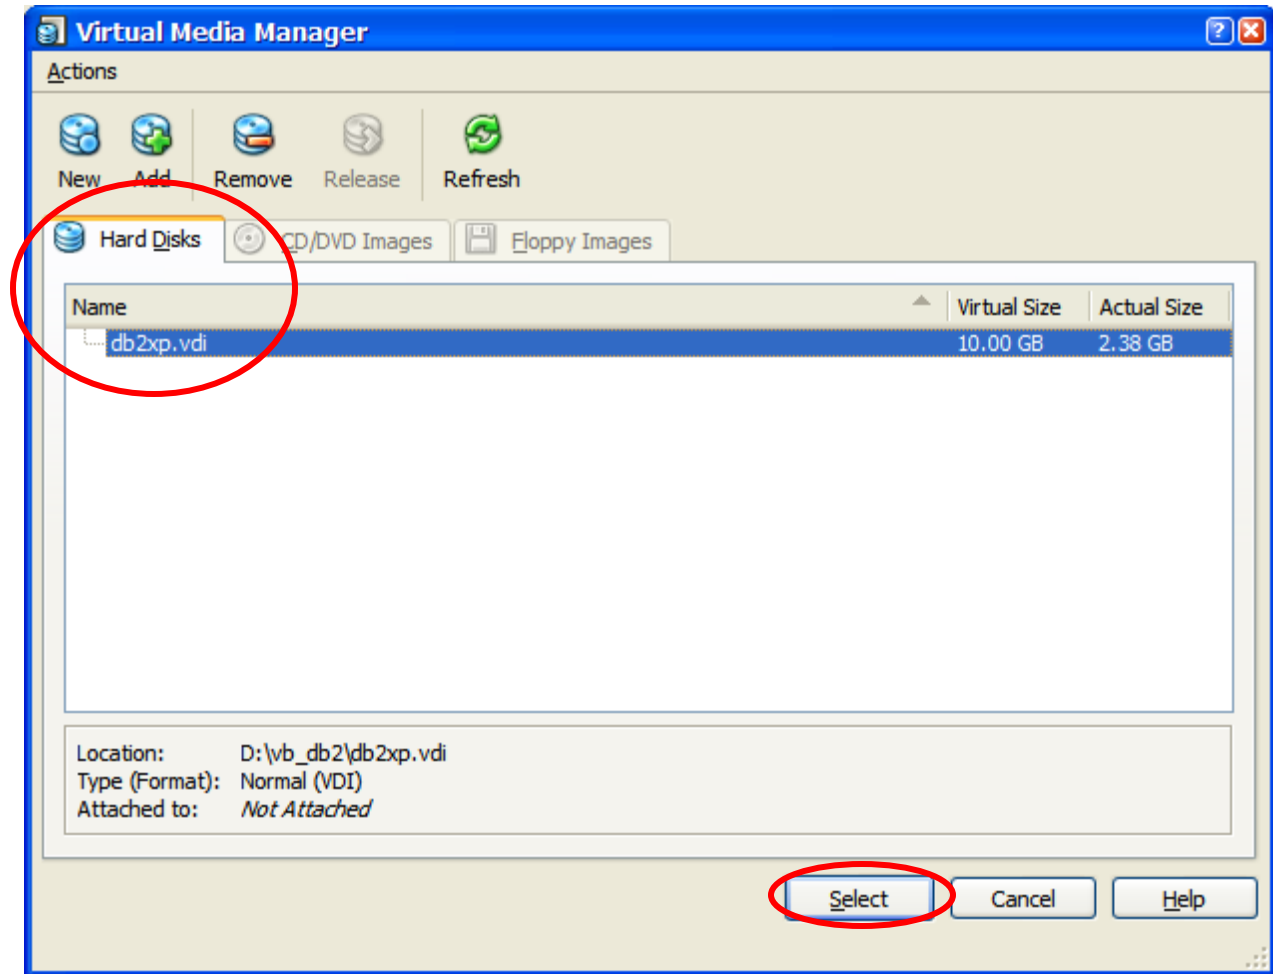 Virtual Media Manager
Actions
New Add Remove Release Refresh
Hard Disks CD/DVD Images Floppy Images
Name Virtual Size Actual Size
db2xp.vdi 10.00 GB 2.38 GB
Location: D:\vb_db2\db2xp.vdi
Type (Format): Normal (VDI)
Attached to: Not Attached
Select Cancel Help